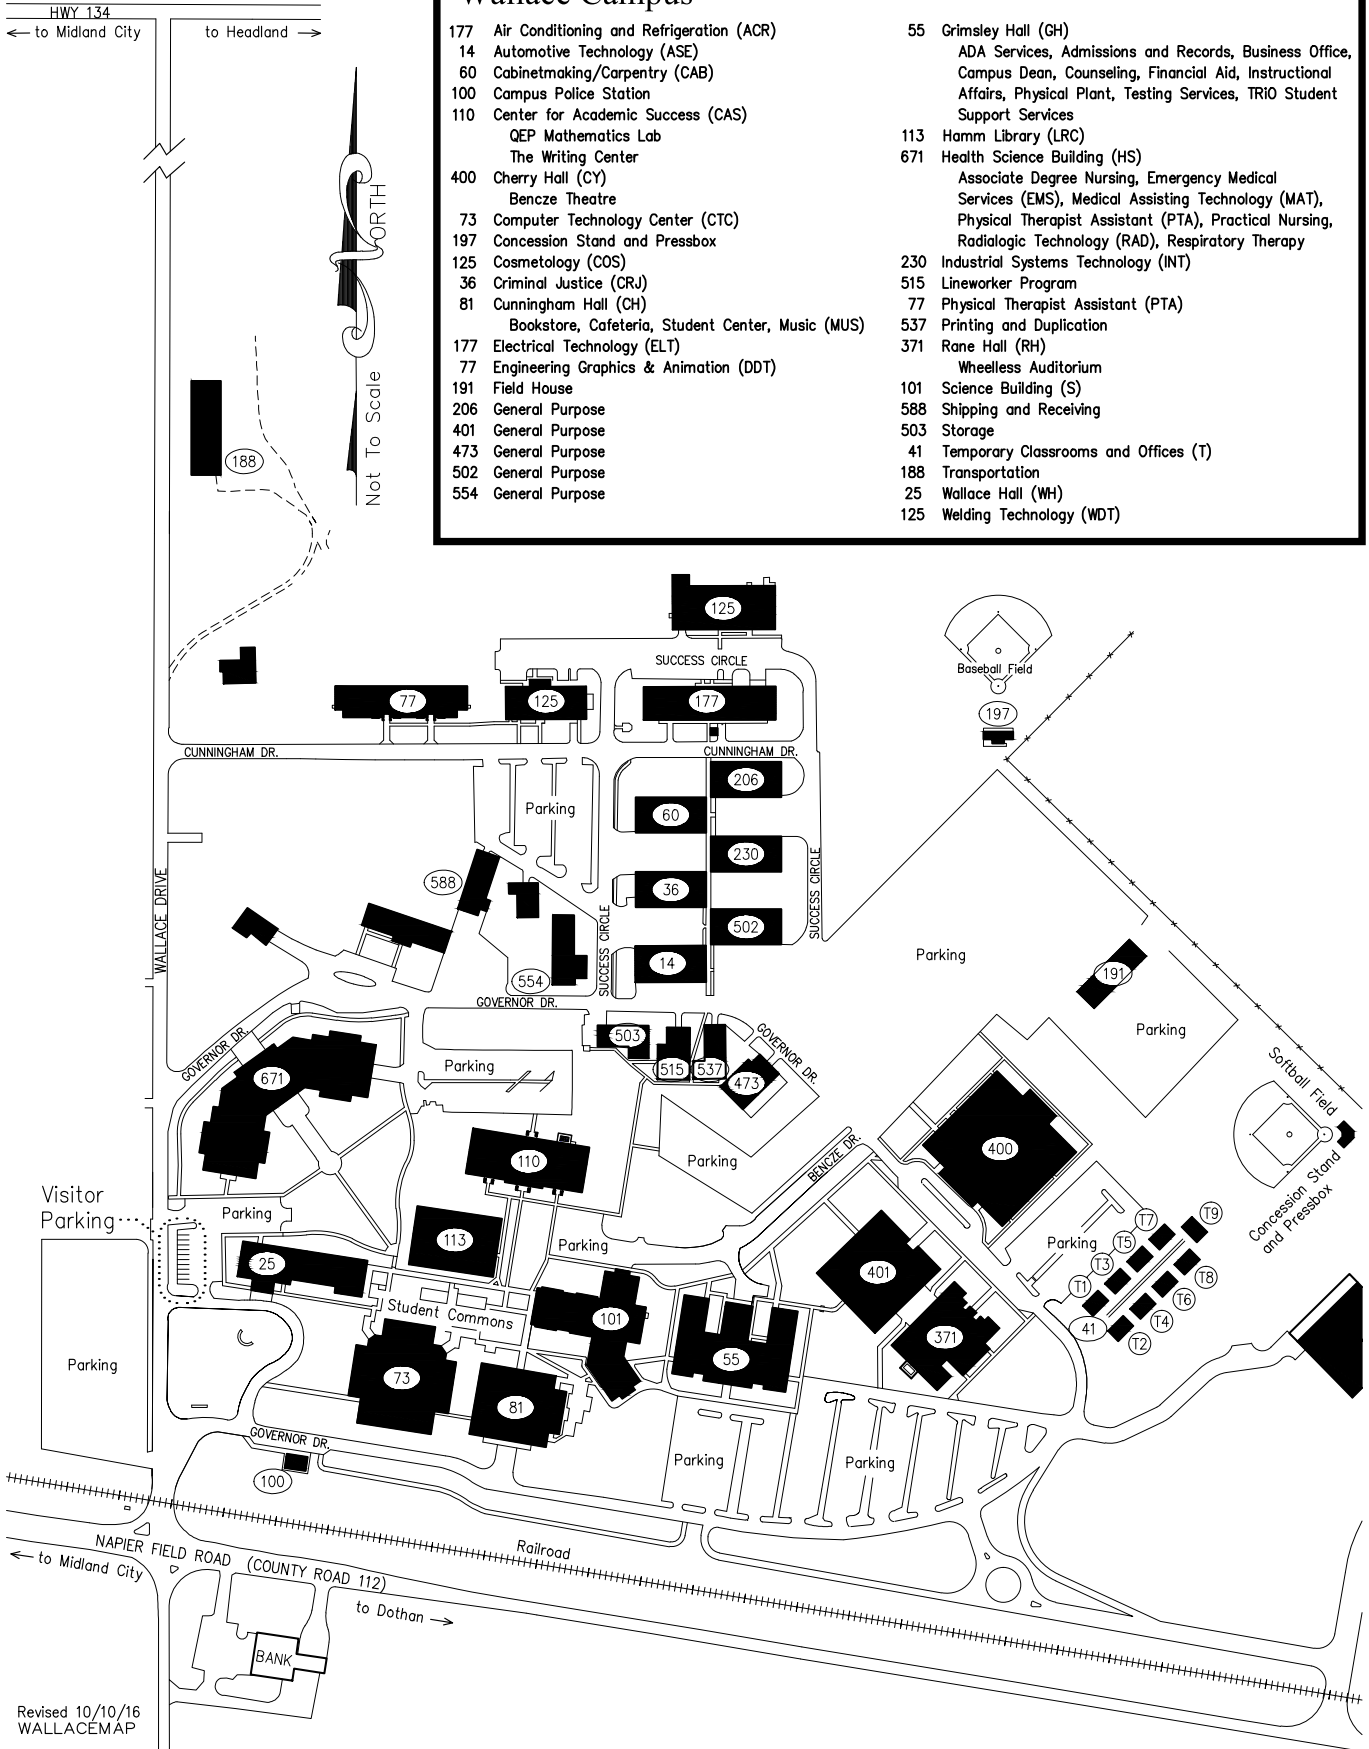 Wallace Campus
HWY 134
← to Midland City
to Headland →
177 Air Conditioning and Refrigeration (ACR)
14 Automotive Technology (ASE)
60 Cabinetmaking/Carpentry (CAB)
100 Campus Police Station
110 Center for Academic Success (CAS)
QEP Mathematics Lab
The Writing Center
400 Cherry Hall (CY)
Bencze Theatre
73 Computer Technology Center (CTC)
197 Concession Stand and Pressbox
125 Cosmetology (COS)
36 Criminal Justice (CRJ)
81 Cunningham Hall (CH)
Bookstore, Cafeteria, Student Center, Music (MUS)
177 Electrical Technology (ELT)
77 Engineering Graphics & Animation (DDT)
191 Field House
206 General Purpose
401 General Purpose
473 General Purpose
502 General Purpose
554 General Purpose
55 Grimsley Hall (GH)
ADA Services, Admissions and Records, Business Office,
Campus Dean, Counseling, Financial Aid, Instructional
Affairs, Physical Plant, Testing Services, TRiO Student
Support Services
113 Hamm Library (LRC)
671 Health Science Building (HS)
Associate Degree Nursing, Emergency Medical
Services (EMS), Medical Assisting Technology (MAT),
Physical Therapist Assistant (PTA), Practical Nursing,
Radialogic Technology (RAD), Respiratory Therapy
230 Industrial Systems Technology (INT)
515 Lineworker Program
77 Physical Therapist Assistant (PTA)
537 Printing and Duplication
371 Rane Hall (RH)
Wheelless Auditorium
101 Science Building (S)
588 Shipping and Receiving
503 Storage
41 Temporary Classrooms and Offices (T)
188 Transportation
25 Wallace Hall (WH)
125 Welding Technology (WDT)
NORTH
Not To Scale
188
125
SUCCESS CIRCLE
Baseball Field
77
125
177
197
CUNNINGHAM DR.
CUNNINGHAM DR.
206
Parking
60
230
SUCCESS CIRCLE
588
36
WALLACE DRIVE
SUCCESS CIRCLE
502
Parking
14
191
554
GOVERNOR DR.
503
GOVERNOR DR.
Parking
GOVERNOR DR.
Parking
515
537
473
671
Softball Field
400
110
Parking
BENCZE DR.
Visitor
Parking
Parking
113
Parking
Parking
T7
T9
T5
T3
T1
T8
T6
T4
T2
41
Concession Stand
and Pressbox
25
401
Student Commons
101
371
55
Parking
73
81
GOVERNOR DR.
Parking
Parking
100
Railroad
NAPIER FIELD ROAD (COUNTY ROAD 112)
← to Midland City
to Dothan →
BANK
Revised 10/10/16
WALLACEMAP